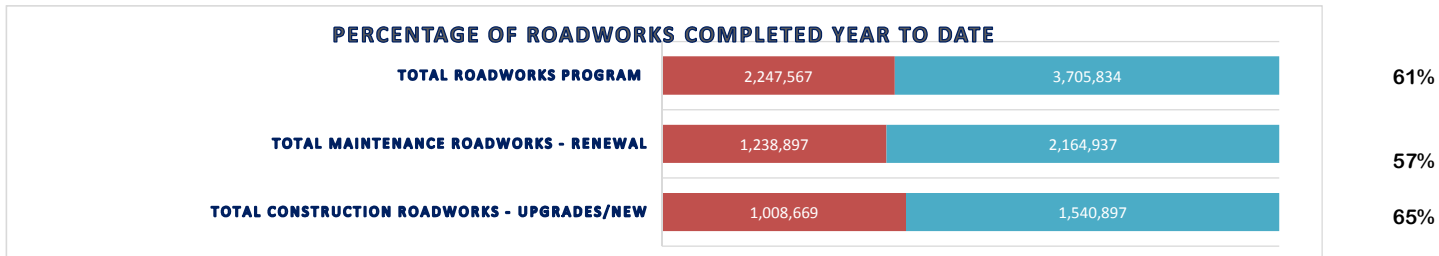 PERCENTAGE OF ROADWORKS COMPLETED YEAR TO DATE
TOTAL ROADWORKS PROGRAM 2,247,567 3,705,834 61%
TOTAL MAINTENANCE ROADWORKS - RENEWAL 1,238,897 2,164,937 57%
TOTAL CONSTRUCTION ROADWORKS - UPGRADES/NEW 1,008,669 1,540,897 65%